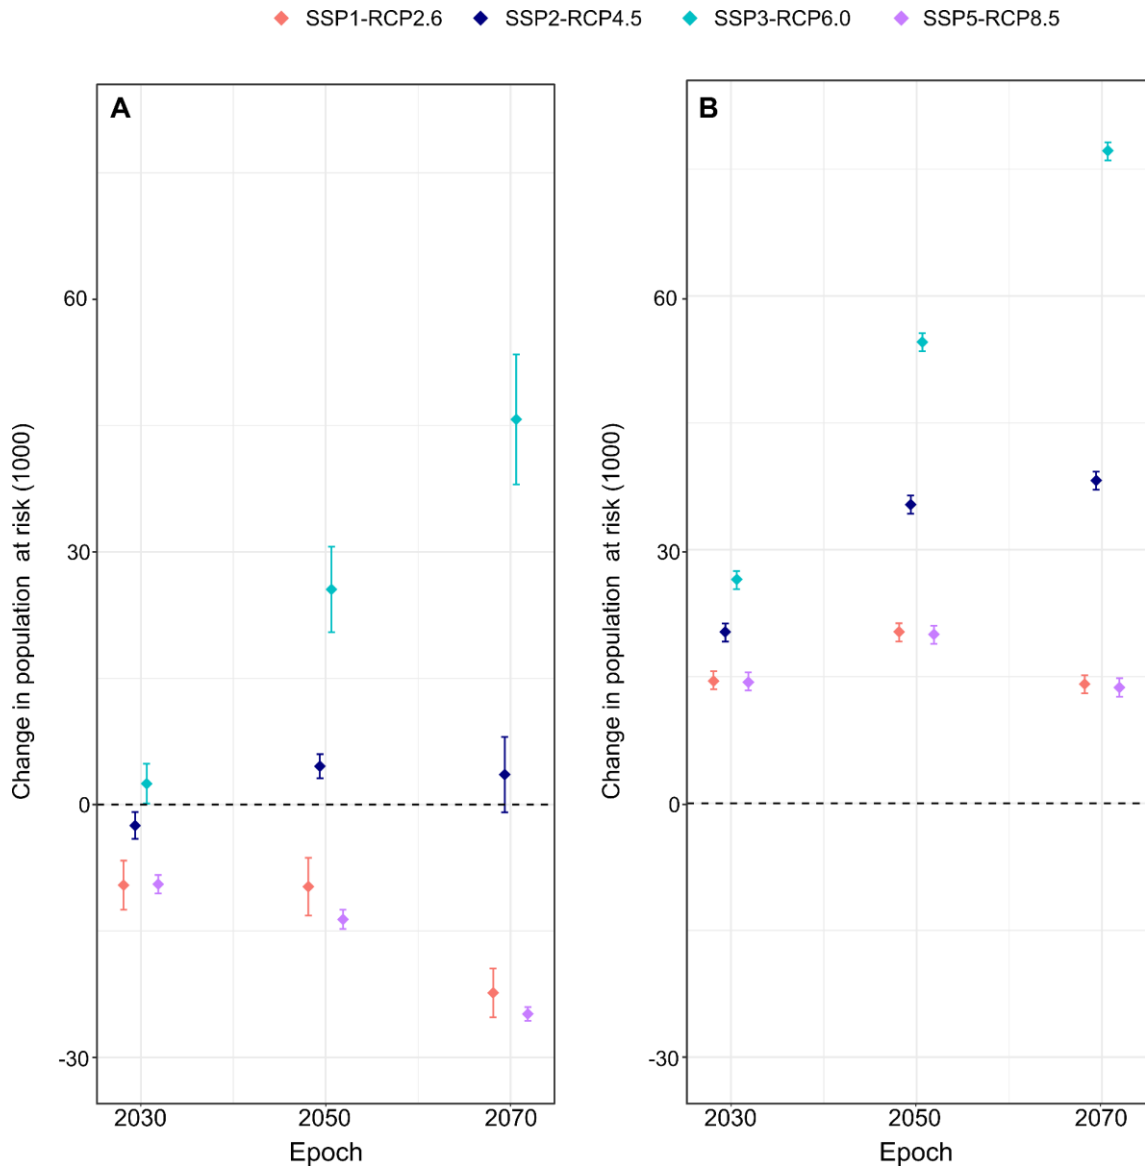 SSP1-RCP2.6 SSP2-RCP4.5 SSP3-RCP6.0 SSP5-RCP8.5
A
60
30
0
-30
Change in population at risk (1000)
2030 2050 2070
Epoch
B
60
30
0
-30
Change in population at risk (1000)
2030 2050 2070
Epoch